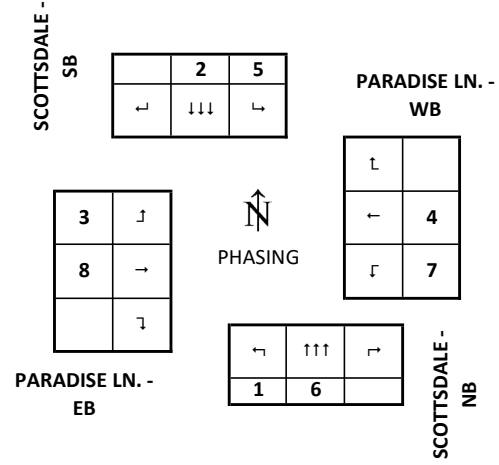 SCOTTSDALE -
SB
2 5
↵ ↓↓↓ ↳
PARADISE LN. -
WB
↑
← 4
↓ 7
3 ↑
8 →
↓
N
PHASING
↰ ↑↑↑ ↱
1 6
PARADISE LN. -
EB
SCOTTSDALE -
NB